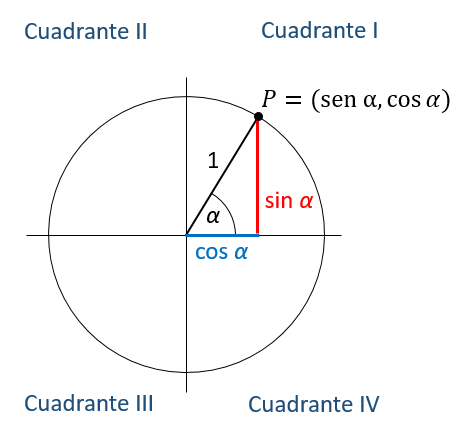 Cuadrante II
Cuadrante I
P = (sen α, cos α)
1
sin α
α
cos α
Cuadrante III
Cuadrante IV